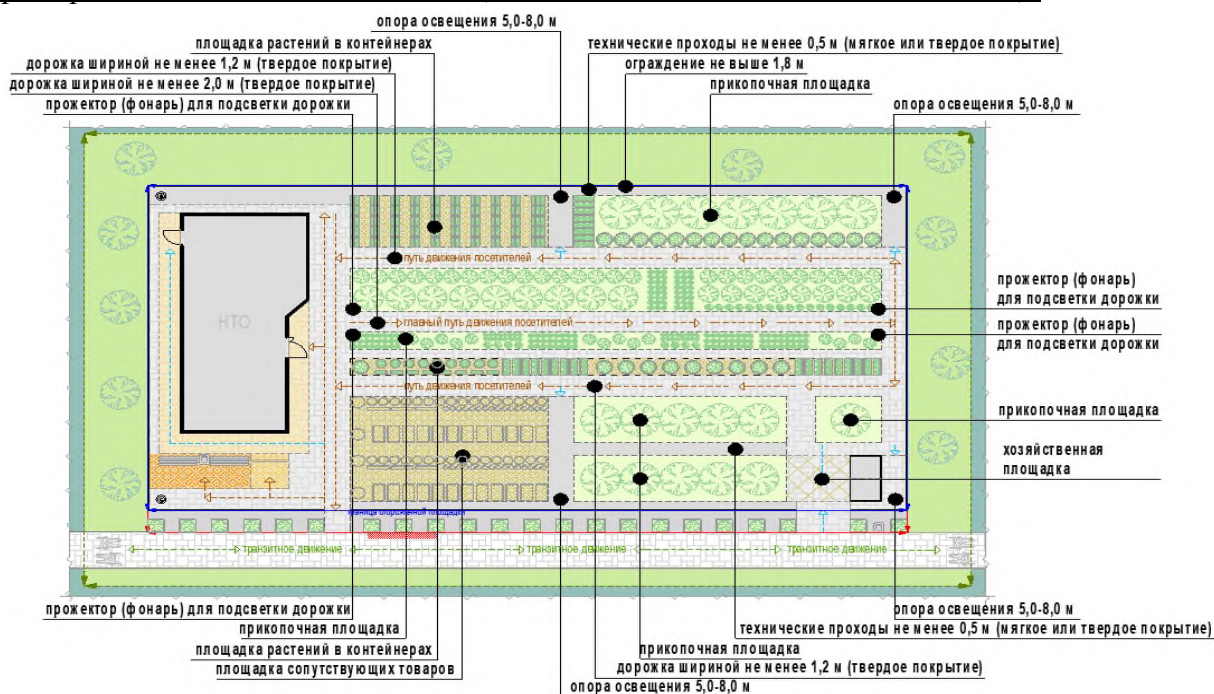 опора освещения 5,0-8,0 м
площадка растений в контейнерах
технические проходы не менее 0,5 м (мягкое или твердое покрытие)
дорожка шириной не менее 1,2 м (твердое покрытие)
ограждение не выше 1,8 м
дорожка шириной не менее 2,0 м (твердое покрытие)
прикопочная площадка
прожектор (фонарь) для подсветки дорожки
опора освещения 5,0-8,0 м
путь движения посетителей
прожектор (фонарь)
для подсветки дорожки
НТО
главный путь движения посетителей
прожектор (фонарь)
для подсветки дорожки
путь движения посетителей
прикопочная площадка
хозяйственная
площадка
граница огороженной площадки
транзитное движение
транзитное движение
транзитное движение
прожектор (фонарь) для подсветки дорожки
опора освещения 5,0-8,0 м
прикопочная площадка
технические проходы не менее 0,5 м (мягкое или твердое покрытие)
площадка растений в контейнерах
прикопочная площадка
площадка сопутствующих товаров
дорожка шириной не менее 1,2 м (твердое покрытие)
опора освещения 5,0-8,0 м